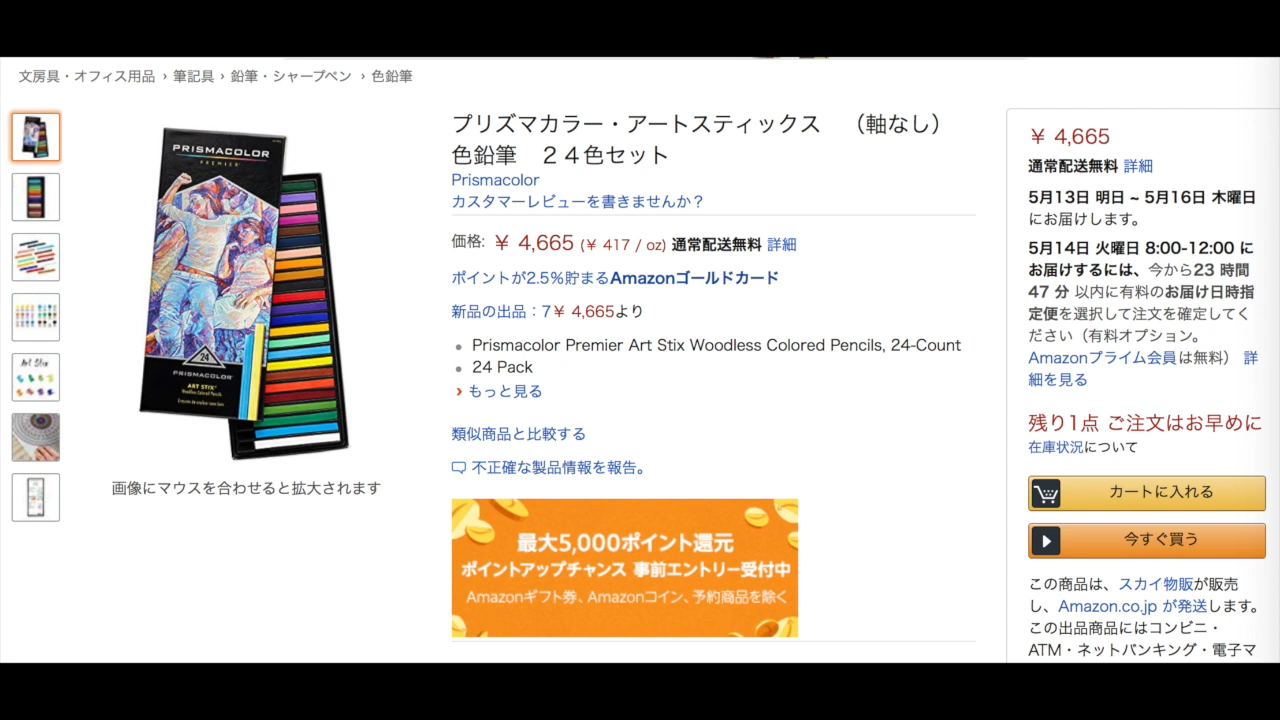 文房具・オフィス用品 › 筆記具 › 鉛筆・シャープペン › 色鉛筆
PRISMACOLOR
PREMIER
24
PRISMACOLOR
ART STIX
Art Stix
画像にマウスを合わせると拡大されます
プリズマカラー・アートスティックス （軸なし）
色鉛筆 ２４色セット
Prismacolor
カスタマーレビューを書きませんか？
価格: ￥ 4,665 (￥ 417 / oz) 通常配送無料 詳細
ポイントが2.5％貯まるAmazonゴールドカード
新品の出品：7￥ 4,665より
Prismacolor Premier Art Stix Woodless Colored Pencils, 24-Count
24 Pack
› もっと見る
類似商品と比較する
不正確な製品情報を報告。
最大5,000ポイント還元
ポイントアップチャンス 事前エントリー受付中
Amazonギフト券、Amazonコイン、予約商品を除く
￥ 4,665
通常配送無料 詳細
5月13日 明日 ~ 5月16日 木曜日
にお届けします。
5月14日 火曜日 8:00-12:00 に
お届けするには、今から23 時間
47 分 以内に有料のお届け日時指
定便を選択して注文を確定してく
ださい（有料オプション。
Amazonプライム会員は無料） 詳
細を見る
残り1点 ご注文はお早めに
在庫状況について
カートに入れる
今すぐ買う
この商品は、スカイ物販が販売
し、Amazon.co.jp が発送します。
この出品商品にはコンビニ・
ATM・ネットバンキング・電子マ